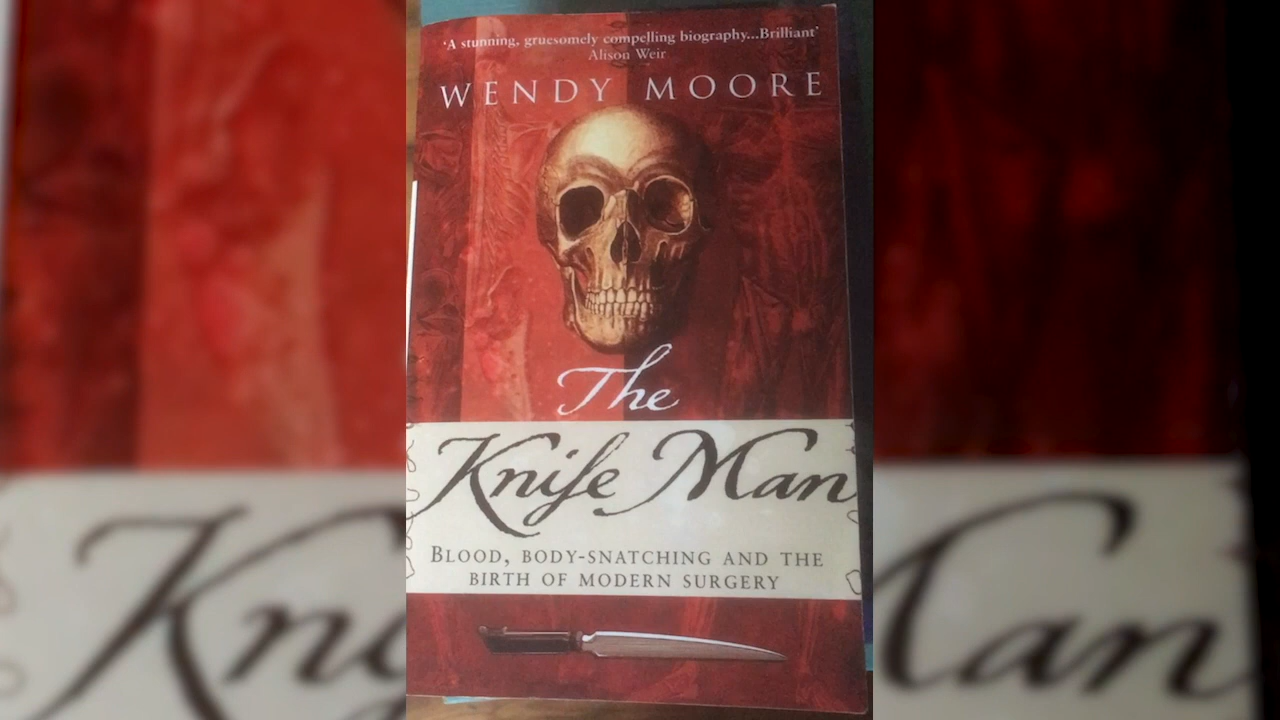 'A stunning, gruesomely compelling biography...Brilliant'
Alison Weir
WENDY MOORE
The
Knife Man
BLOOD, BODY-SNATCHING AND THE
BIRTH OF MODERN SURGERY